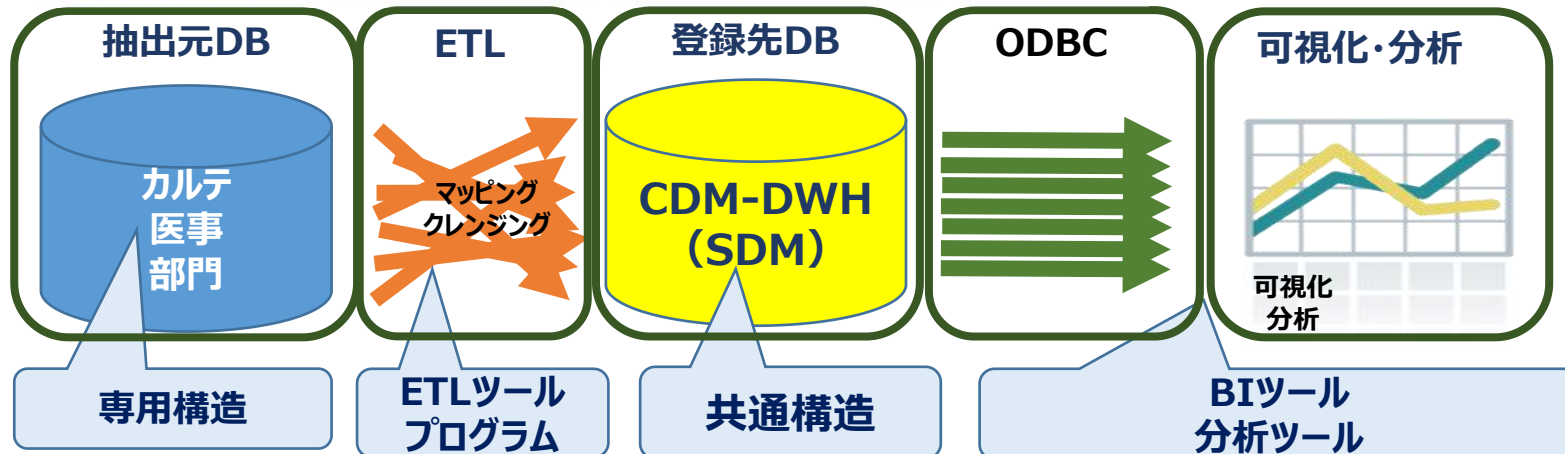 抽出元DB
カルテ
医事
部門
専用構造
ETL
マッピング
クレンジング
ETLツール
プログラム
登録先DB
CDM-DWH
（SDM）
共通構造
ODBC
可視化・分析
可視化
分析
BIツール
分析ツール